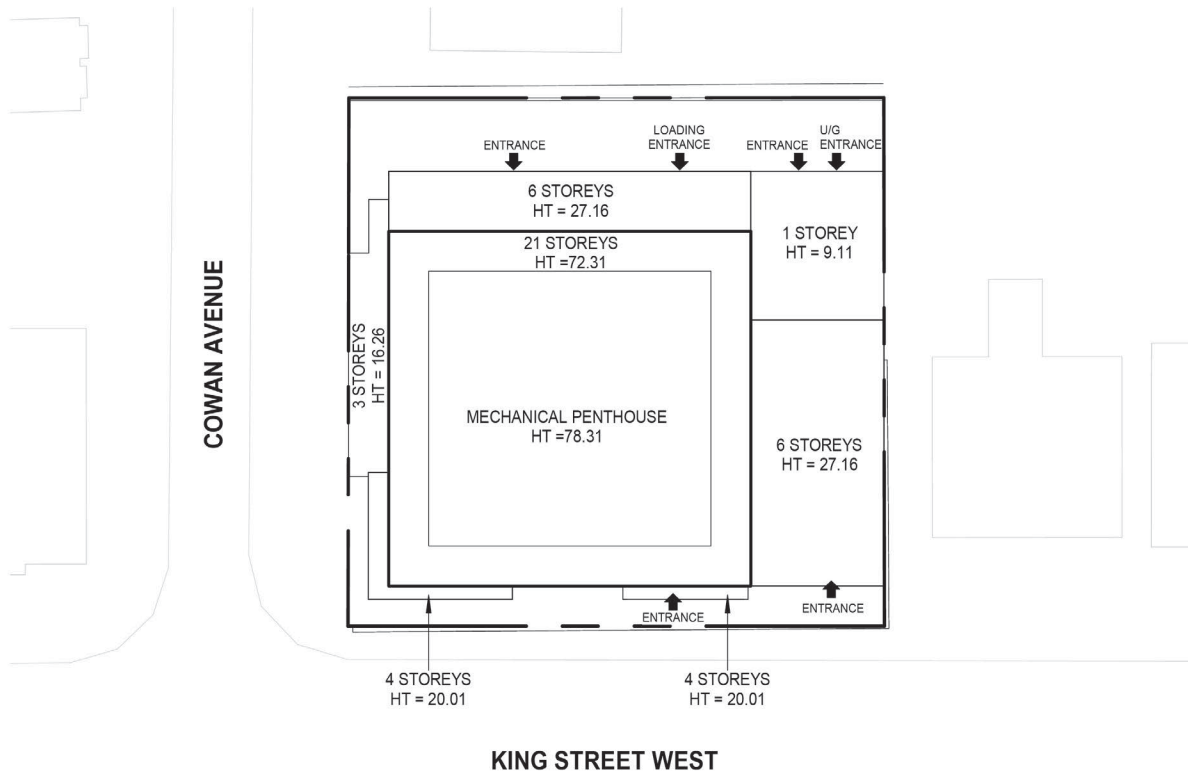 ENTRANCE
LOADING
ENTRANCE
ENTRANCE
U/G
ENTRANCE
6 STOREYS
HT = 27.16
1 STOREY
HT = 9.11
21 STOREYS
HT =72.31
COWAN AVENUE
3 STOREYS
HT = 16.26
MECHANICAL PENTHOUSE
HT =78.31
6 STOREYS
HT = 27.16
ENTRANCE
ENTRANCE
4 STOREYS
HT = 20.01
4 STOREYS
HT = 20.01
KING STREET WEST